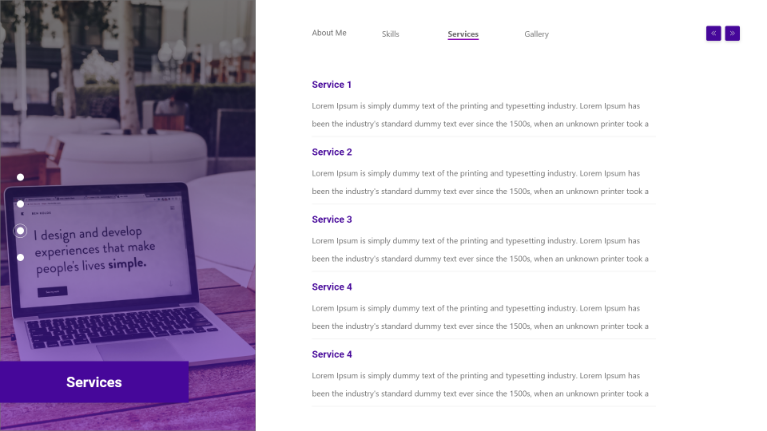 About Me
Skills
Services
Gallery
«
»
Service 1
Lorem Ipsum is simply dummy text of the printing and typesetting industry. Lorem Ipsum has
been the industry's standard dummy text ever since the 1500s, when an unknown printer took a
Service 2
Lorem Ipsum is simply dummy text of the printing and typesetting industry. Lorem Ipsum has
been the industry's standard dummy text ever since the 1500s, when an unknown printer took a
Service 3
Lorem Ipsum is simply dummy text of the printing and typesetting industry. Lorem Ipsum has
been the industry's standard dummy text ever since the 1500s, when an unknown printer took a
Service 4
Lorem Ipsum is simply dummy text of the printing and typesetting industry. Lorem Ipsum has
been the industry's standard dummy text ever since the 1500s, when an unknown printer took a
Service 4
Lorem Ipsum is simply dummy text of the printing and typesetting industry. Lorem Ipsum has
been the industry's standard dummy text ever since the 1500s, when an unknown printer took a
I design and develop
experiences that make
people's lives simple.
Services